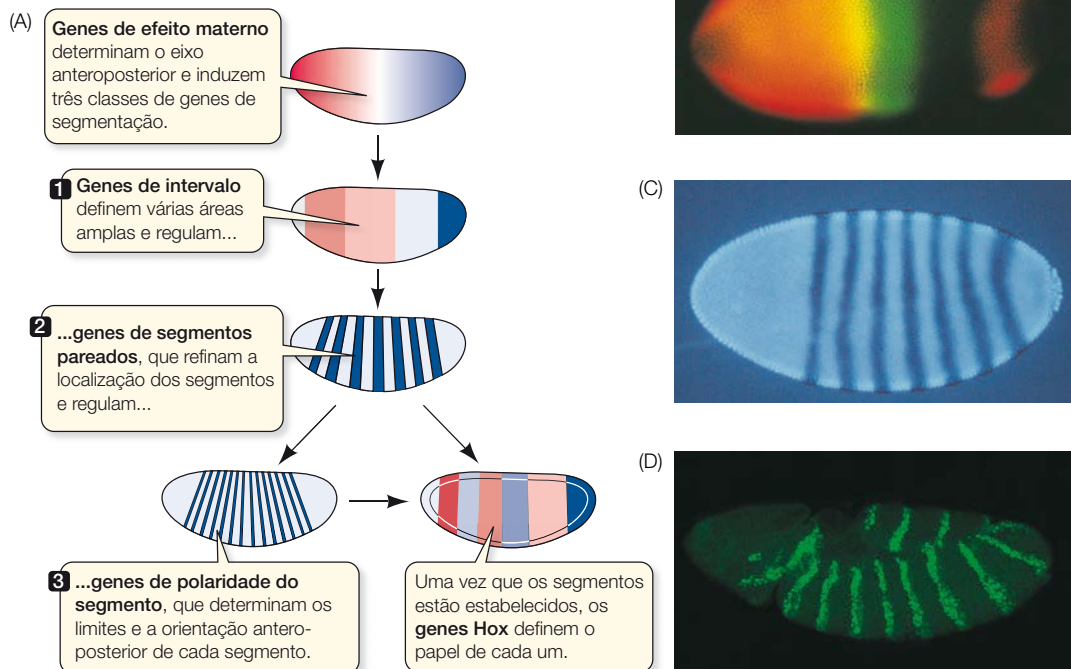 (A)
Genes de efeito materno
determinam o eixo
anteroposterior e induzem
três classes de genes de
segmentação.
1 Genes de intervalo
definem várias áreas
amplas e regulam...
2 ...genes de segmentos
pareados, que refinam a
localização dos segmentos
e regulam...
3 ...genes de polaridade do
segmento, que determinam os
limites e a orientação antero-
posterior de cada segmento.
Uma vez que os segmentos
estão estabelecidos, os
genes Hox definem o
papel de cada um.
(C)
(D)